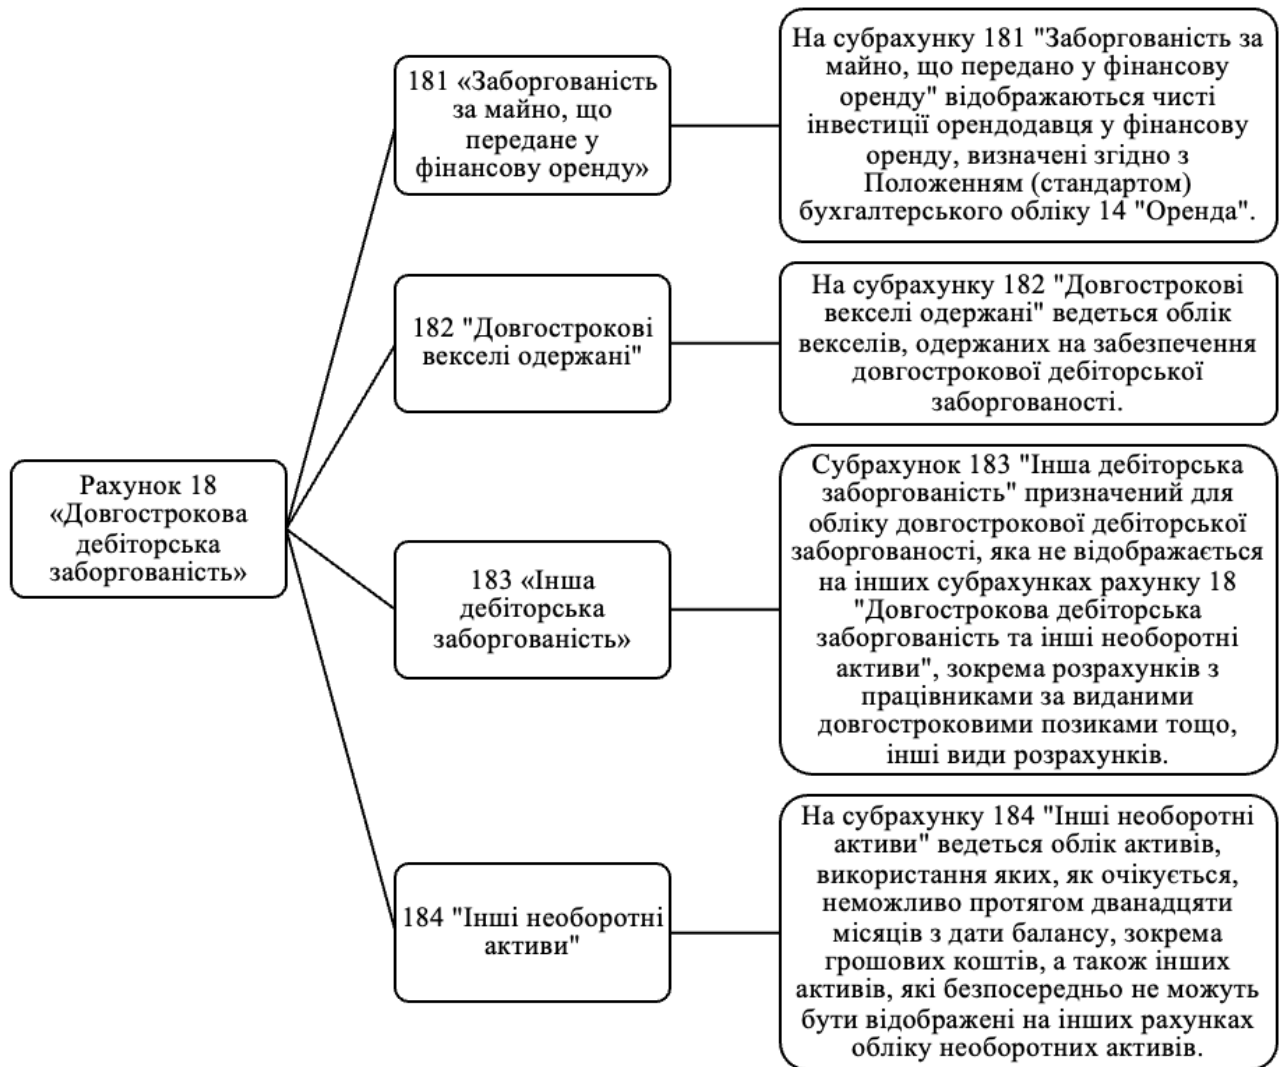 Рахунок 18
«Довгострокова
дебіторська
заборгованість»
181 «Заборгованість
за майно, що
передане у
фінансову оренду»
На субрахунку 181 "Заборгованість за
майно, що передано у фінансову
оренду" відображаються чисті
інвестиції орендодавця у фінансову
оренду, визначені згідно з
Положенням (стандартом)
бухгалтерського обліку 14 "Оренда".
182 "Довгострокові
векселі одержані"
На субрахунку 182 "Довгострокові
векселі одержані" ведеться облік
векселів, одержаних на забезпечення
довгострокової дебіторської
заборгованості.
183 «Інша
дебіторська
заборгованість»
Субрахунок 183 "Інша дебіторська
заборгованість" призначений для
обліку довгострокової дебіторської
заборгованості, яка не відображається
на інших субрахунках рахунку 18
"Довгострокова дебіторська
заборгованість та інші необоротні
активи", зокрема розрахунків з
працівниками за виданими
довгостроковими позиками тощо,
інші види розрахунків.
184 "Інші необоротні
активи"
На субрахунку 184 "Інші необоротні
активи" ведеться облік активів,
використання яких, як очікується,
неможливо протягом дванадцяти
місяців з дати балансу, зокрема
грошових коштів, а також інших
активів, які безпосередньо не можуть
бути відображені на інших рахунках
обліку необоротних активів.